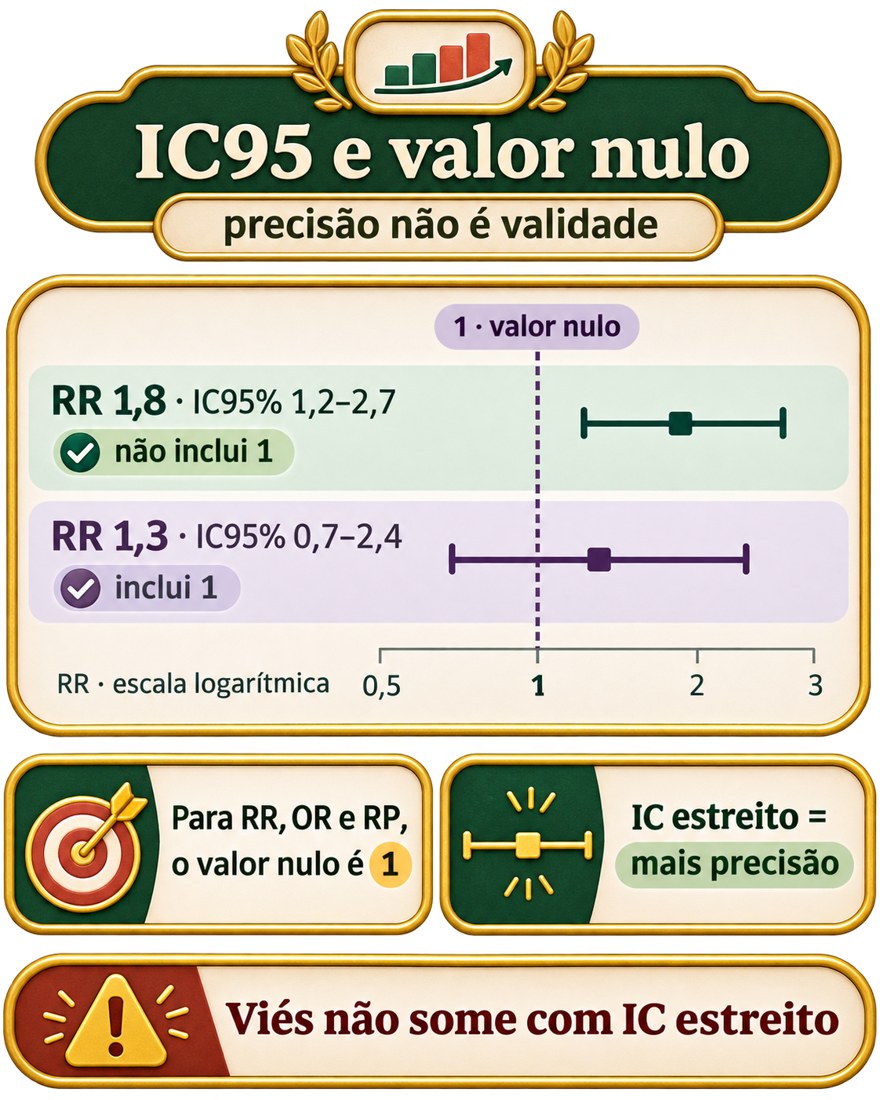 IC95 e valor nulo
precisão não é validade
1 · valor nulo
RR 1,8 · IC95% 1,2–2,7
não inclui 1
RR 1,3 · IC95% 0,7–2,4
inclui 1
RR · escala logarítmica
0,5 1 2 3
Para RR, OR e RP,
o valor nulo é 1
IC estreito =
mais precisão
Viés não some com IC estreito